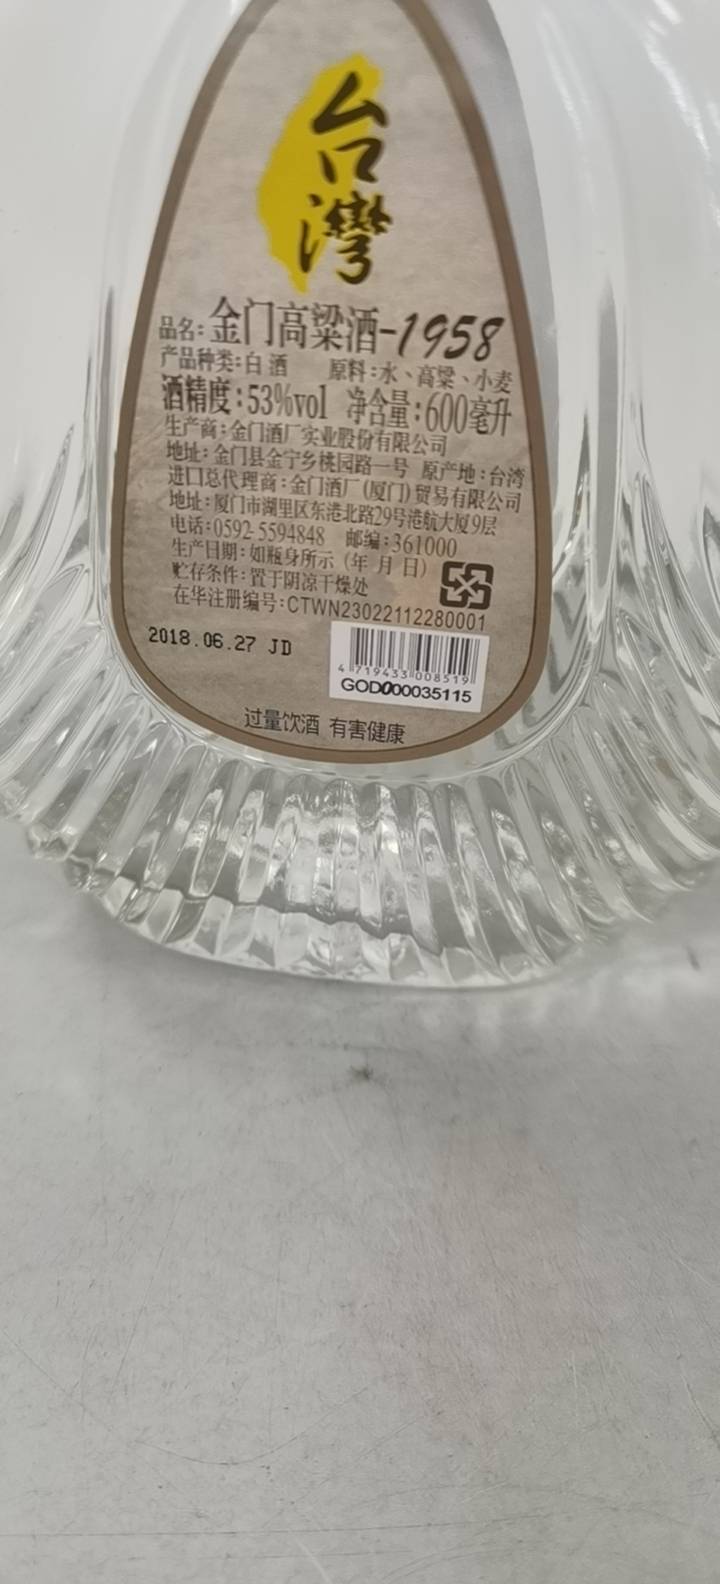 台灣
品名:金门高粱酒-1958
产品种类:白酒 原料:水、高粱、小麦
酒精度:53%vol 净含量:600毫升
生产商:金门酒厂实业股份有限公司
地址:金门县金宁乡桃园路一号 原产地:台湾
进口总代理商:金门酒厂(厦门)贸易有限公司
地址:厦门市湖里区东港北路29号港航大厦9层
电话:0592-5594848 邮编:361000
生产日期:如瓶身所示(年 月 日)
贮存条件:置于阴凉干燥处
在华注册编号:CTWN23022112280001
2018.06.27 JD
4 719433 008519
GOD000035115
过量饮酒 有害健康